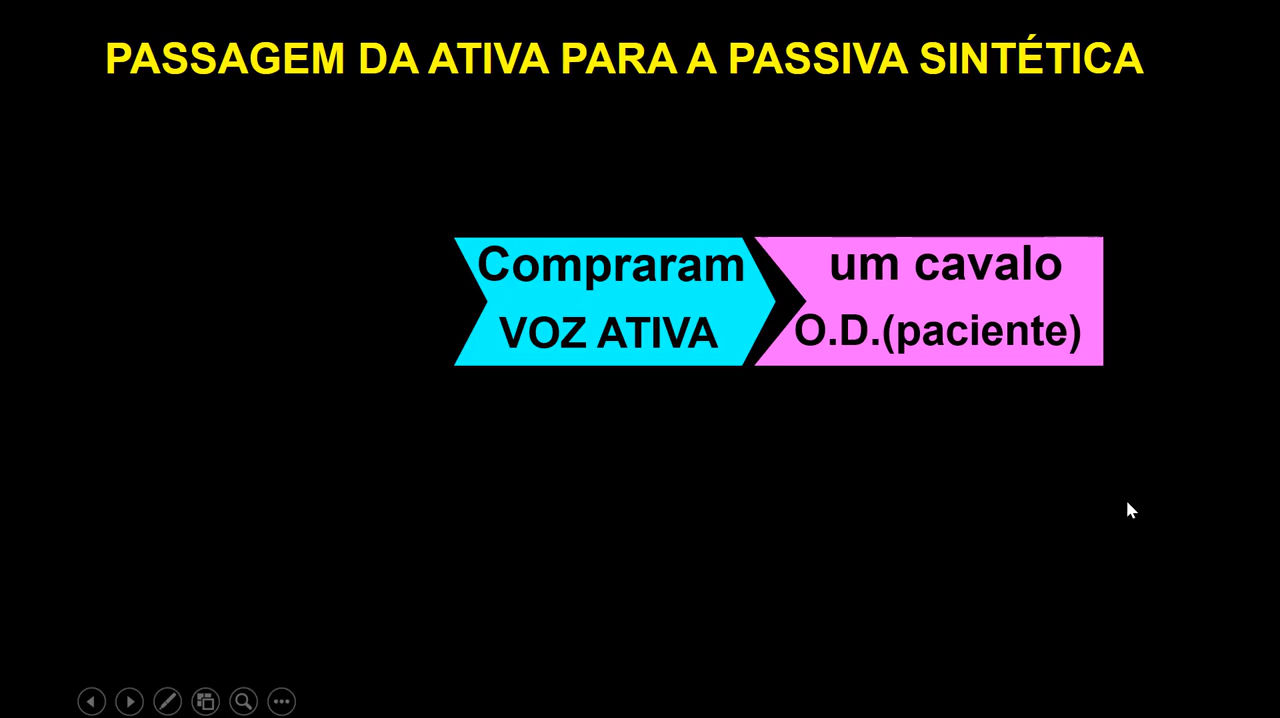 PASSAGEM DA ATIVA PARA A PASSIVA SINTÉTICA
Compraram um cavalo
VOZ ATIVA O.D.(paciente)